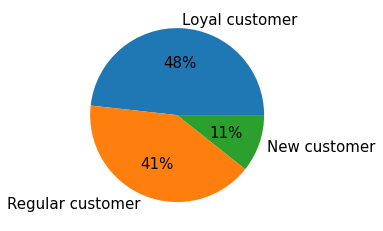 Loyal customer
48%
11%
New customer
41%
Regular customer